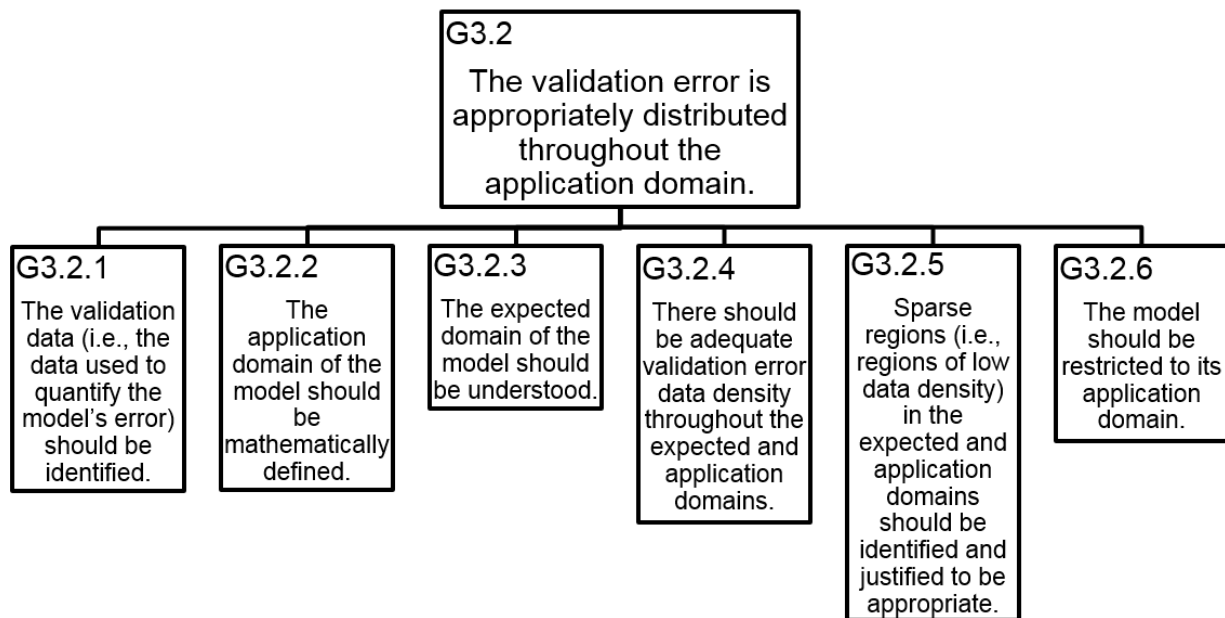 G3.2
The validation error is
appropriately distributed
throughout the
application domain.
G3.2.1
The validation
data (i.e., the
data used to
quantify the
model's error)
should be
identified.
G3.2.2
The
application
domain of the
model should
be
mathematically
defined.
G3.2.3
The expected
domain of the
model should
be understood.
G3.2.4
There should
be adequate
validation error
data density
throughout the
expected and
application
domains.
G3.2.5
Sparse
regions (i.e.,
regions of low
data density)
in the
expected and
application
domains
should be
identified and
justified to be
appropriate.
G3.2.6
The model
should be
restricted to its
application
domain.